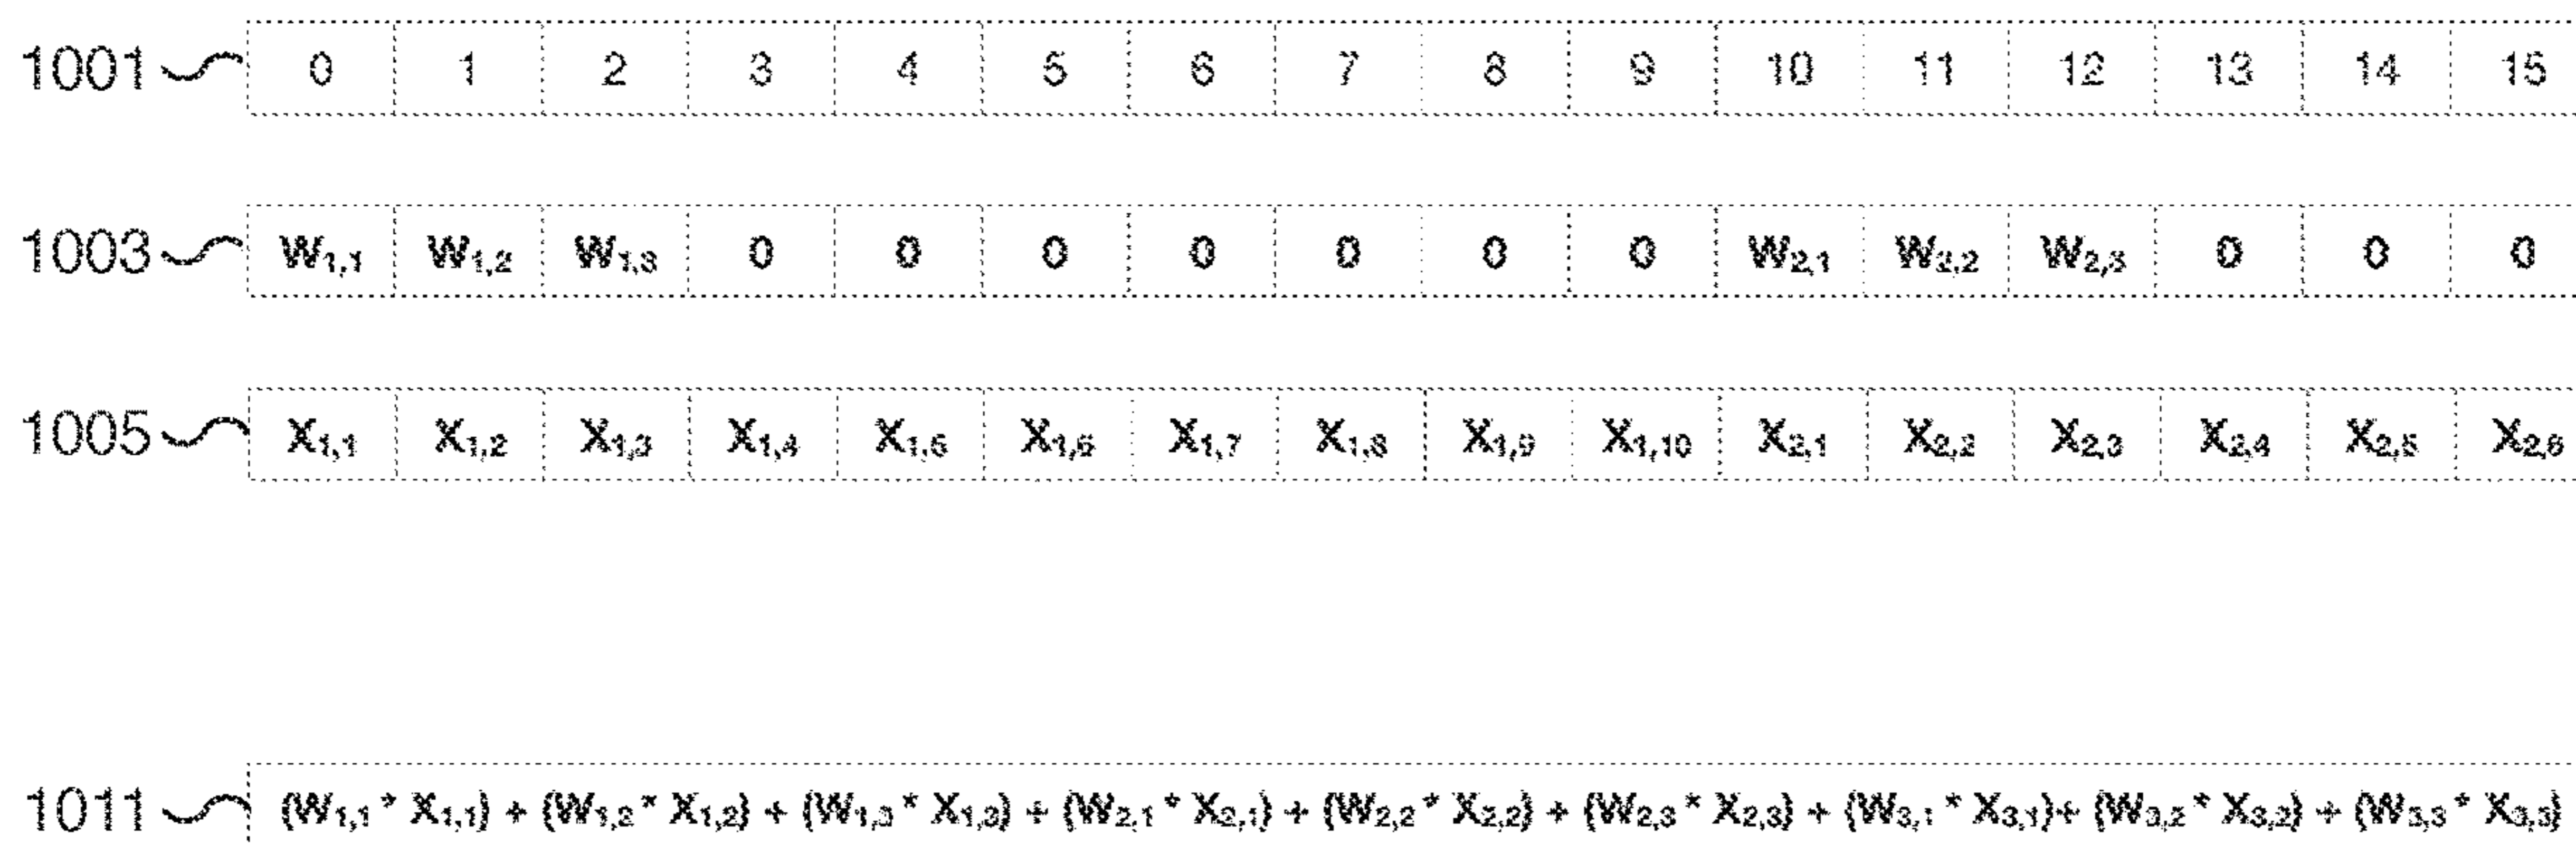 1001 0 1 2 3 4 5 6 7 8 9 10 11 12 13 14 15
1003 W1,1 W1,2 W1,3 0 0 0 0 0 0 0 W2,1 W2,2 W2,3 0 0 0
1005 X1,1 X1,2 X1,3 X1,4 X1,5 X1,6 X1,7 X1,8 X1,9 X1,10 X2,1 X2,2 X2,3 X2,4 X2,5 X2,6
1011 (W1,1 * X1,1) + (W1,2 * X1,2) + (W1,3 * X1,3) + (W2,1 * X2,1) + (W2,2 * X2,2) + (W2,3 * X2,3) + (W3,1 * X3,1)+ (W3,2 * X3,2) + (W3,3 * X3,3)